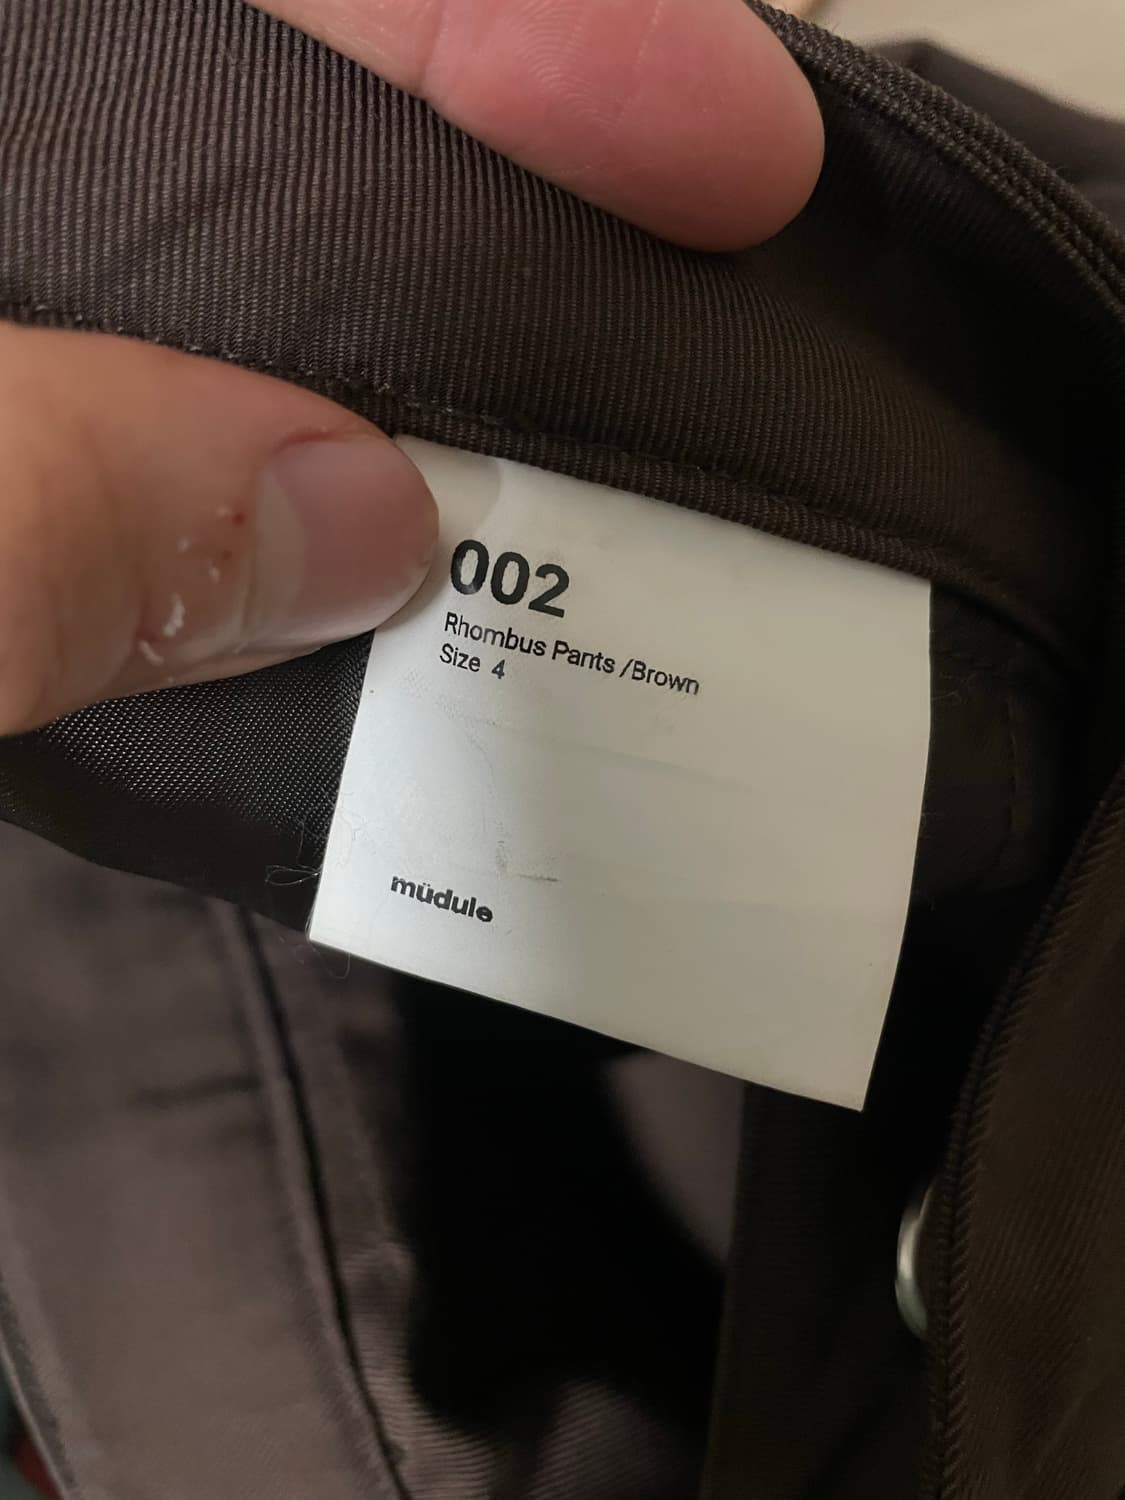 002
Rhombus Pants /Brown
Size 4
müdule